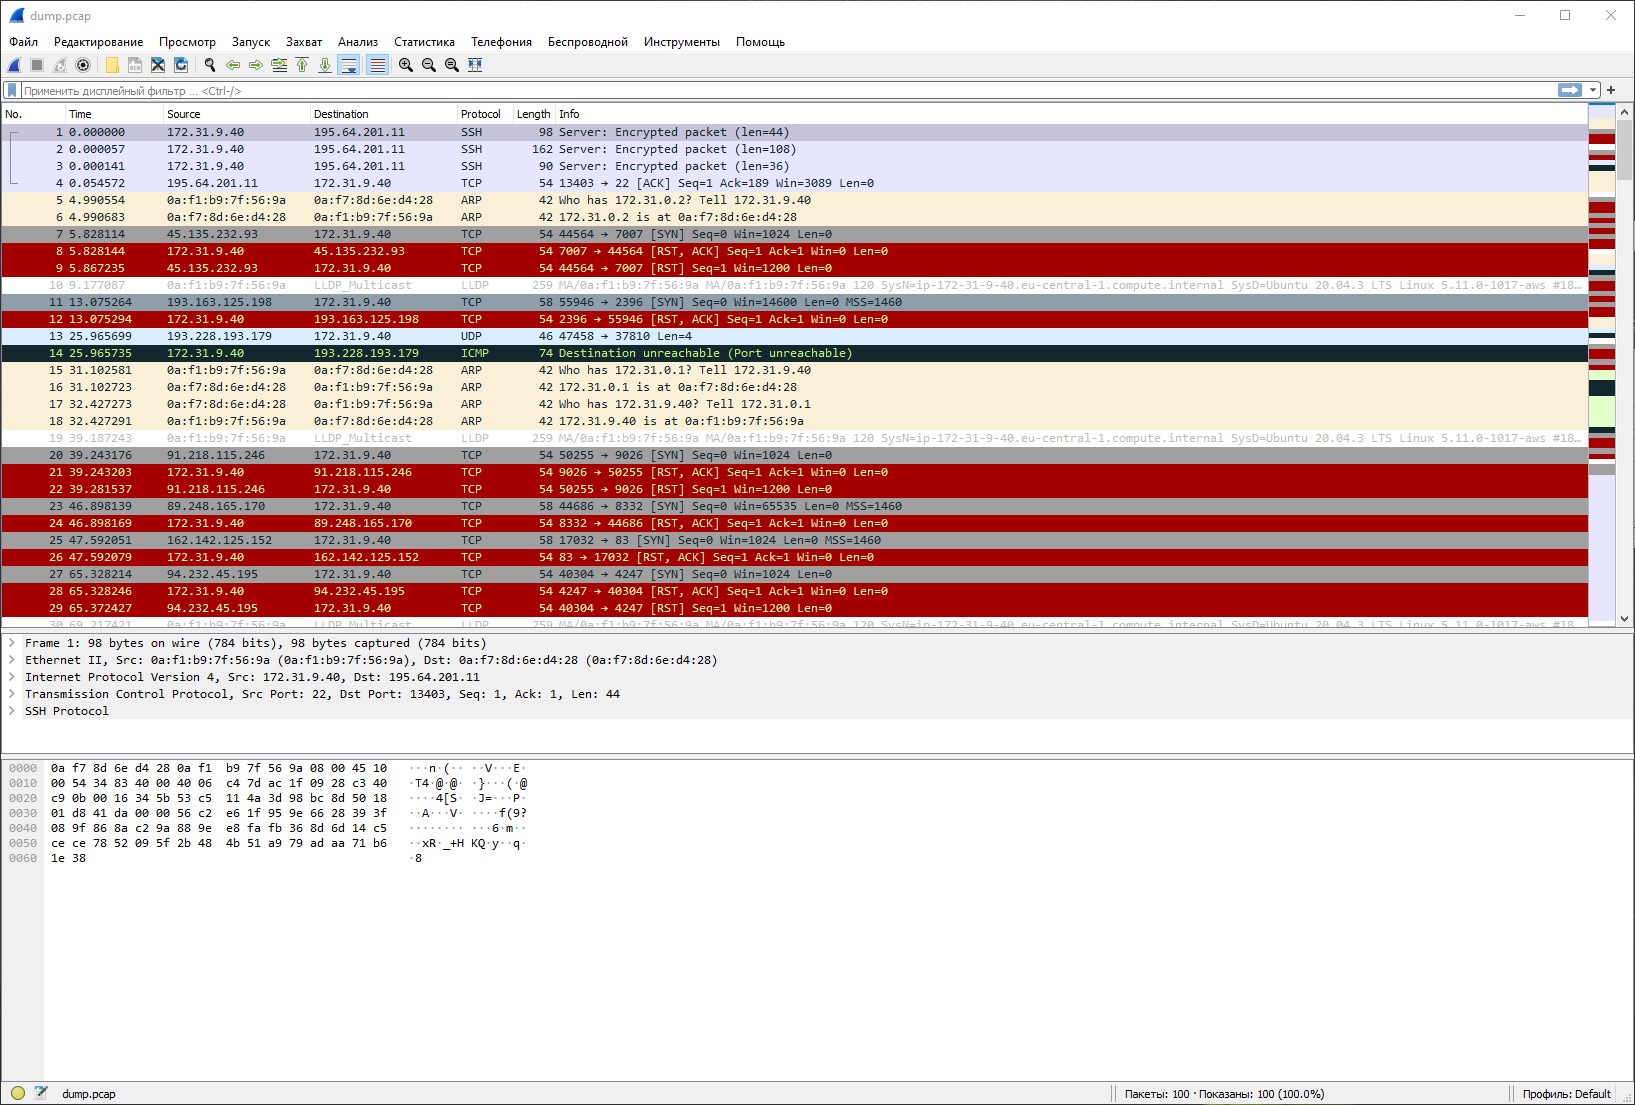 dump.pcap
Файл Редактирование Просмотр Запуск Захват Анализ Статистика Телефония Беспроводной Инструменты Помощь
Применить дисплейный фильтр ... <Ctrl-/>
No. Time Source Destination Protocol Length Info
1 0.000000 172.31.9.40 195.64.201.11 SSH 98 Server: Encrypted packet (len=44)
2 0.000057 172.31.9.40 195.64.201.11 SSH 162 Server: Encrypted packet (len=108)
3 0.000141 172.31.9.40 195.64.201.11 SSH 90 Server: Encrypted packet (len=36)
4 0.054572 195.64.201.11 172.31.9.40 TCP 54 13403 → 22 [ACK] Seq=1 Ack=189 Win=3089 Len=0
5 4.990554 0a:f1:b9:7f:56:9a 0a:f7:8d:6e:d4:28 ARP 42 Who has 172.31.0.2? Tell 172.31.9.40
6 4.990683 0a:f7:8d:6e:d4:28 0a:f1:b9:7f:56:9a ARP 42 172.31.0.2 is at 0a:f7:8d:6e:d4:28
7 5.828114 45.135.232.93 172.31.9.40 TCP 54 44564 → 7007 [SYN] Seq=0 Win=1024 Len=0
8 5.828144 172.31.9.40 45.135.232.93 TCP 54 7007 → 44564 [RST, ACK] Seq=1 Ack=1 Win=0 Len=0
9 5.867235 45.135.232.93 172.31.9.40 TCP 54 44564 → 7007 [RST] Seq=1 Win=1200 Len=0
10 9.177087 0a:f1:b9:7f:56:9a LLDP_Multicast LLDP 259 MA/0a:f1:b9:7f:56:9a MA/0a:f1:b9:7f:56:9a 120 SysN=ip-172-31-9-40.eu-central-1.compute.internal SysD=Ubuntu 20.04.3 LTS Linux 5.11.0-1017-aws #18…
11 13.075264 193.163.125.198 172.31.9.40 TCP 58 55946 → 2396 [SYN] Seq=0 Win=14600 Len=0 MSS=1460
12 13.075294 172.31.9.40 193.163.125.198 TCP 54 2396 → 55946 [RST, ACK] Seq=1 Ack=1 Win=0 Len=0
13 25.965699 193.228.193.179 172.31.9.40 UDP 46 47458 → 37810 Len=4
14 25.965735 172.31.9.40 193.228.193.179 ICMP 74 Destination unreachable (Port unreachable)
15 31.102581 0a:f1:b9:7f:56:9a 0a:f7:8d:6e:d4:28 ARP 42 Who has 172.31.0.1? Tell 172.31.9.40
16 31.102723 0a:f7:8d:6e:d4:28 0a:f1:b9:7f:56:9a ARP 42 172.31.0.1 is at 0a:f7:8d:6e:d4:28
17 32.427273 0a:f7:8d:6e:d4:28 0a:f1:b9:7f:56:9a ARP 42 Who has 172.31.9.40? Tell 172.31.0.1
18 32.427291 0a:f1:b9:7f:56:9a 0a:f7:8d:6e:d4:28 ARP 42 172.31.9.40 is at 0a:f1:b9:7f:56:9a
19 39.187243 0a:f1:b9:7f:56:9a LLDP_Multicast LLDP 259 MA/0a:f1:b9:7f:56:9a MA/0a:f1:b9:7f:56:9a 120 SysN=ip-172-31-9-40.eu-central-1.compute.internal SysD=Ubuntu 20.04.3 LTS Linux 5.11.0-1017-aws #18…
20 39.243176 91.218.115.246 172.31.9.40 TCP 54 50255 → 9026 [SYN] Seq=0 Win=1024 Len=0
21 39.243203 172.31.9.40 91.218.115.246 TCP 54 9026 → 50255 [RST, ACK] Seq=1 Ack=1 Win=0 Len=0
22 39.281537 91.218.115.246 172.31.9.40 TCP 54 50255 → 9026 [RST] Seq=1 Win=1200 Len=0
23 46.898139 89.248.165.170 172.31.9.40 TCP 58 44686 → 8332 [SYN] Seq=0 Win=65535 Len=0 MSS=1460
24 46.898169 172.31.9.40 89.248.165.170 TCP 54 8332 → 44686 [RST, ACK] Seq=1 Ack=1 Win=0 Len=0
25 47.592051 162.142.125.152 172.31.9.40 TCP 58 17032 → 83 [SYN] Seq=0 Win=1024 Len=0 MSS=1460
26 47.592079 172.31.9.40 162.142.125.152 TCP 54 83 → 17032 [RST, ACK] Seq=1 Ack=1 Win=0 Len=0
27 65.328214 94.232.45.195 172.31.9.40 TCP 54 40304 → 4247 [SYN] Seq=0 Win=1024 Len=0
28 65.328246 172.31.9.40 94.232.45.195 TCP 54 4247 → 40304 [RST, ACK] Seq=1 Ack=1 Win=0 Len=0
29 65.372427 94.232.45.195 172.31.9.40 TCP 54 40304 → 4247 [RST] Seq=1 Win=1200 Len=0
30 69.217421 0a:f1:b9:7f:56:9a LLDP_Multicast LLDP 259 MA/0a:f1:b9:7f:56:9a MA/0a:f1:b9:7f:56:9a 120 SysN=ip-172-31-9-40.eu-central-1.compute.internal SysD=Ubuntu 20.04.3 LTS Linux 5.11.0-1017-aws #18
Frame 1: 98 bytes on wire (784 bits), 98 bytes captured (784 bits)
Ethernet II, Src: 0a:f1:b9:7f:56:9a (0a:f1:b9:7f:56:9a), Dst: 0a:f7:8d:6e:d4:28 (0a:f7:8d:6e:d4:28)
Internet Protocol Version 4, Src: 172.31.9.40, Dst: 195.64.201.11
Transmission Control Protocol, Src Port: 22, Dst Port: 13403, Seq: 1, Ack: 1, Len: 44
SSH Protocol
0000 0a f7 8d 6e d4 28 0a f1 b9 7f 56 9a 08 00 45 10 ···n·(·· ··V···E·
0010 00 54 34 83 40 00 40 06 c4 7d ac 1f 09 28 c3 40 ·T4·@·@· ·}···(·@
0020 c9 0b 00 16 34 5b 53 c5 11 4a 3d 98 bc 8d 50 18 ····4[S· ·J=···P·
0030 01 d8 41 da 00 00 56 c2 e6 1f 95 9e 66 28 39 3f ··A···V· ····f(9?
0040 08 9f 86 8a c2 9a 88 9e e8 fa fb 36 8d 6d 14 c5 ········ ···6·m··
0050 ce ce 78 52 09 5f 2b 48 4b 51 a9 79 ad aa 71 b6 ··xR·_+H KQ·y··q·
0060 1e 38 ·8
dump.pcap Пакеты: 100 · Показаны: 100 (100.0%) Профиль: Default